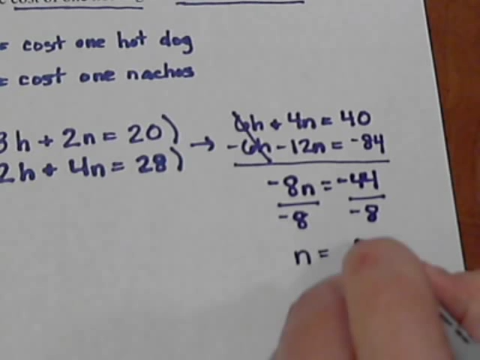 = cost one hot dog
= cost one nachos
3h + 2n = 20)
2h + 4n = 28)
→
6h + 4n = 40
-6h - 12n = -84
-8n = -44
-8 -8
n =